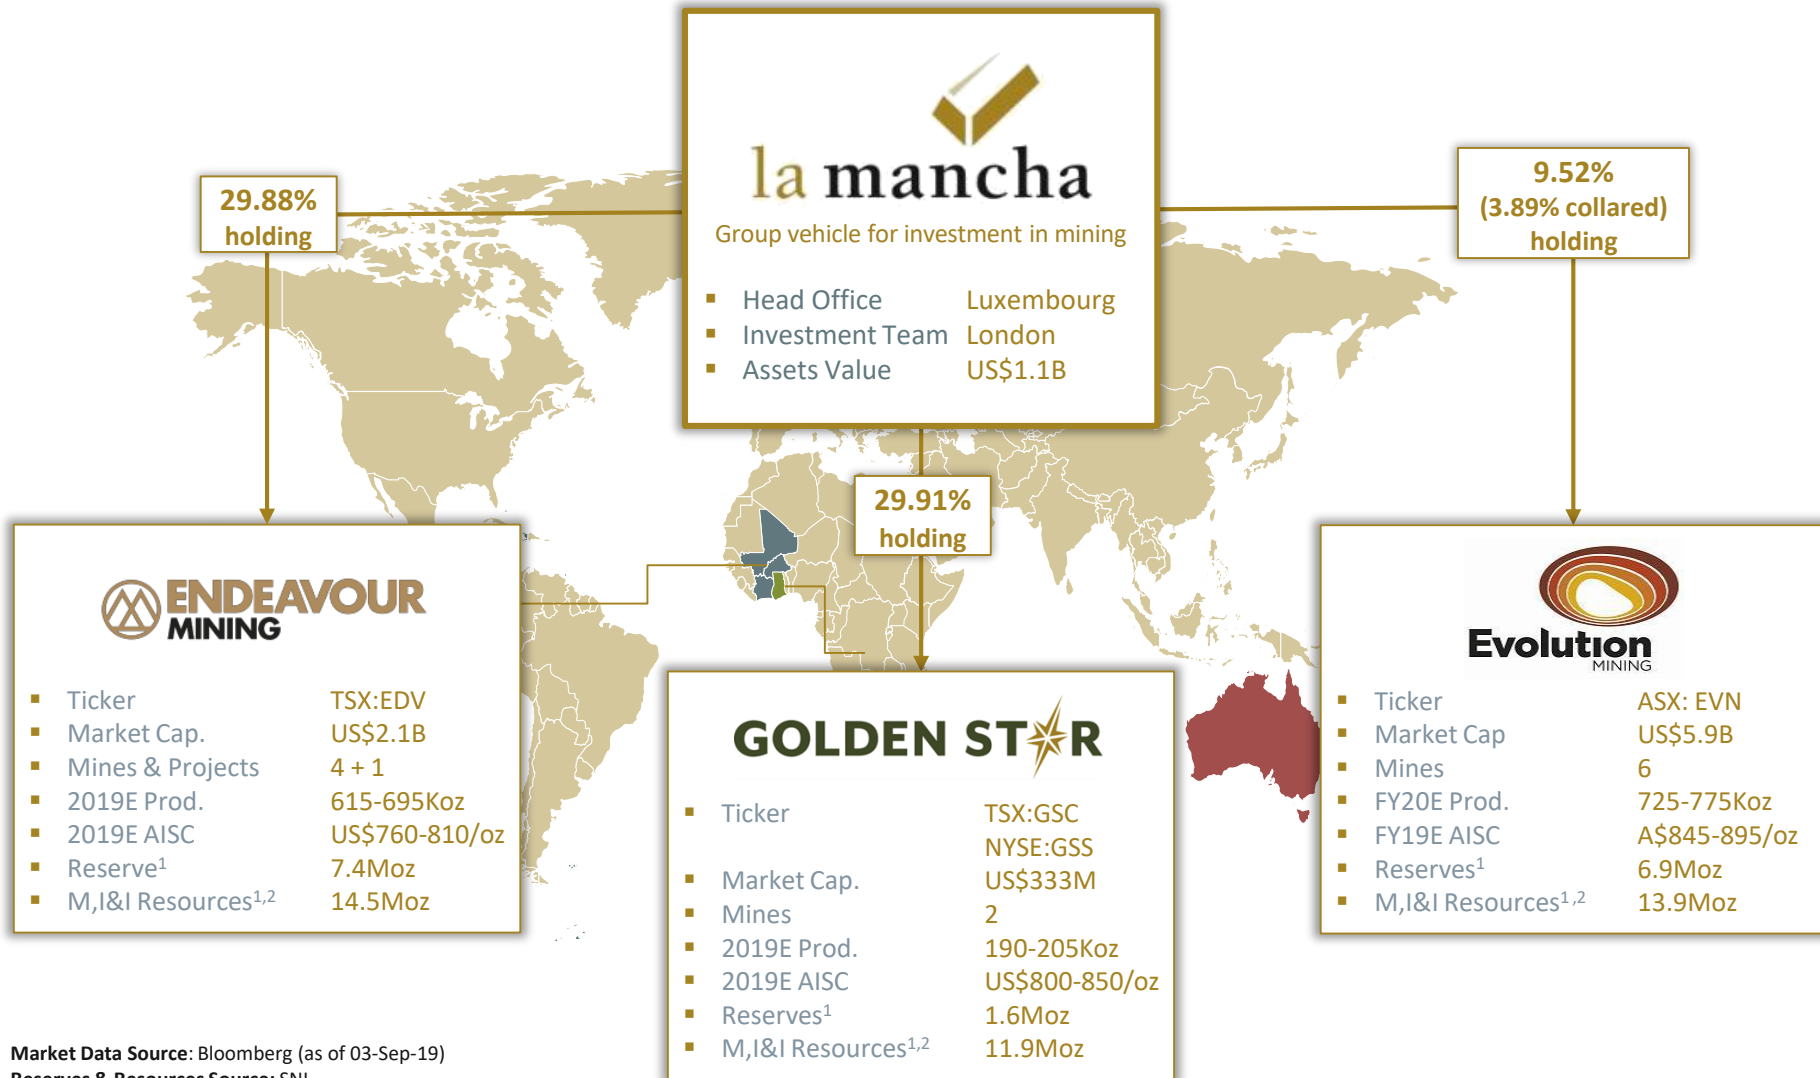 la mancha
Group vehicle for investment in mining
▪ Head Office Luxembourg
▪ Investment Team London
▪ Assets Value US$1.1B
29.88%
holding
9.52%
(3.89% collared)
holding
29.91%
holding
ENDEAVOUR
MINING
▪ Ticker TSX:EDV
▪ Market Cap. US$2.1B
▪ Mines & Projects 4 + 1
▪ 2019E Prod. 615-695Koz
▪ 2019E AISC US$760-810/oz
▪ Reserve¹ 7.4Moz
▪ M,I&I Resources¹,² 14.5Moz
GOLDEN STAR
▪ Ticker TSX:GSC
NYSE:GSS
▪ Market Cap. US$333M
▪ Mines 2
▪ 2019E Prod. 190-205Koz
▪ 2019E AISC US$800-850/oz
▪ Reserves¹ 1.6Moz
▪ M,I&I Resources¹,² 11.9Moz
Evolution
MINING
▪ Ticker ASX: EVN
▪ Market Cap US$5.9B
▪ Mines 6
▪ FY20E Prod. 725-775Koz
▪ FY19E AISC A$845-895/oz
▪ Reserves¹ 6.9Moz
▪ M,I&I Resources¹,² 13.9Moz
Market Data Source: Bloomberg (as of 03-Sep-19)
Reserves & Resources Source: SNL